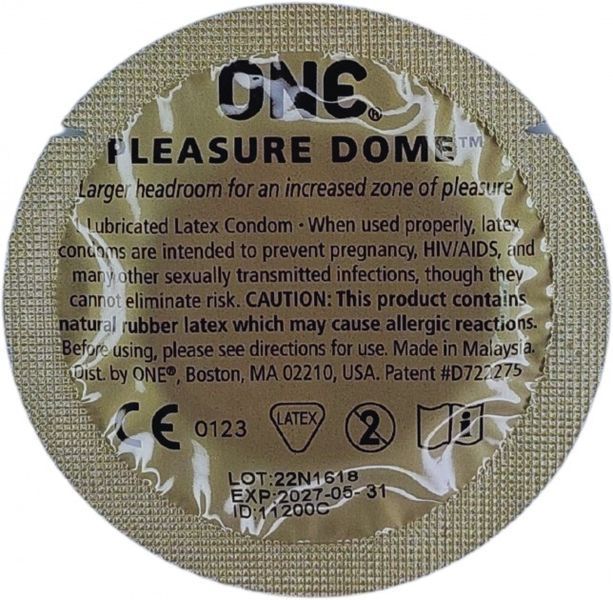 ONE®
PLEASURE DOME™
Larger headroom for an increased zone of pleasure
Lubricated Latex Condom · When used properly, latex
condoms are intended to prevent pregnancy, HIV/AIDS, and
many other sexually transmitted infections, though they
cannot eliminate risk. CAUTION: This product contains
natural rubber latex which may cause allergic reactions.
Before using, please see directions for use. Made in Malaysia.
Dist. by ONE®, Boston, MA 02210, USA. Patent #D722275
CE 0123 LATEX 2 i
LOT:22N1618
EXP:2027-05-31
ID:11200C